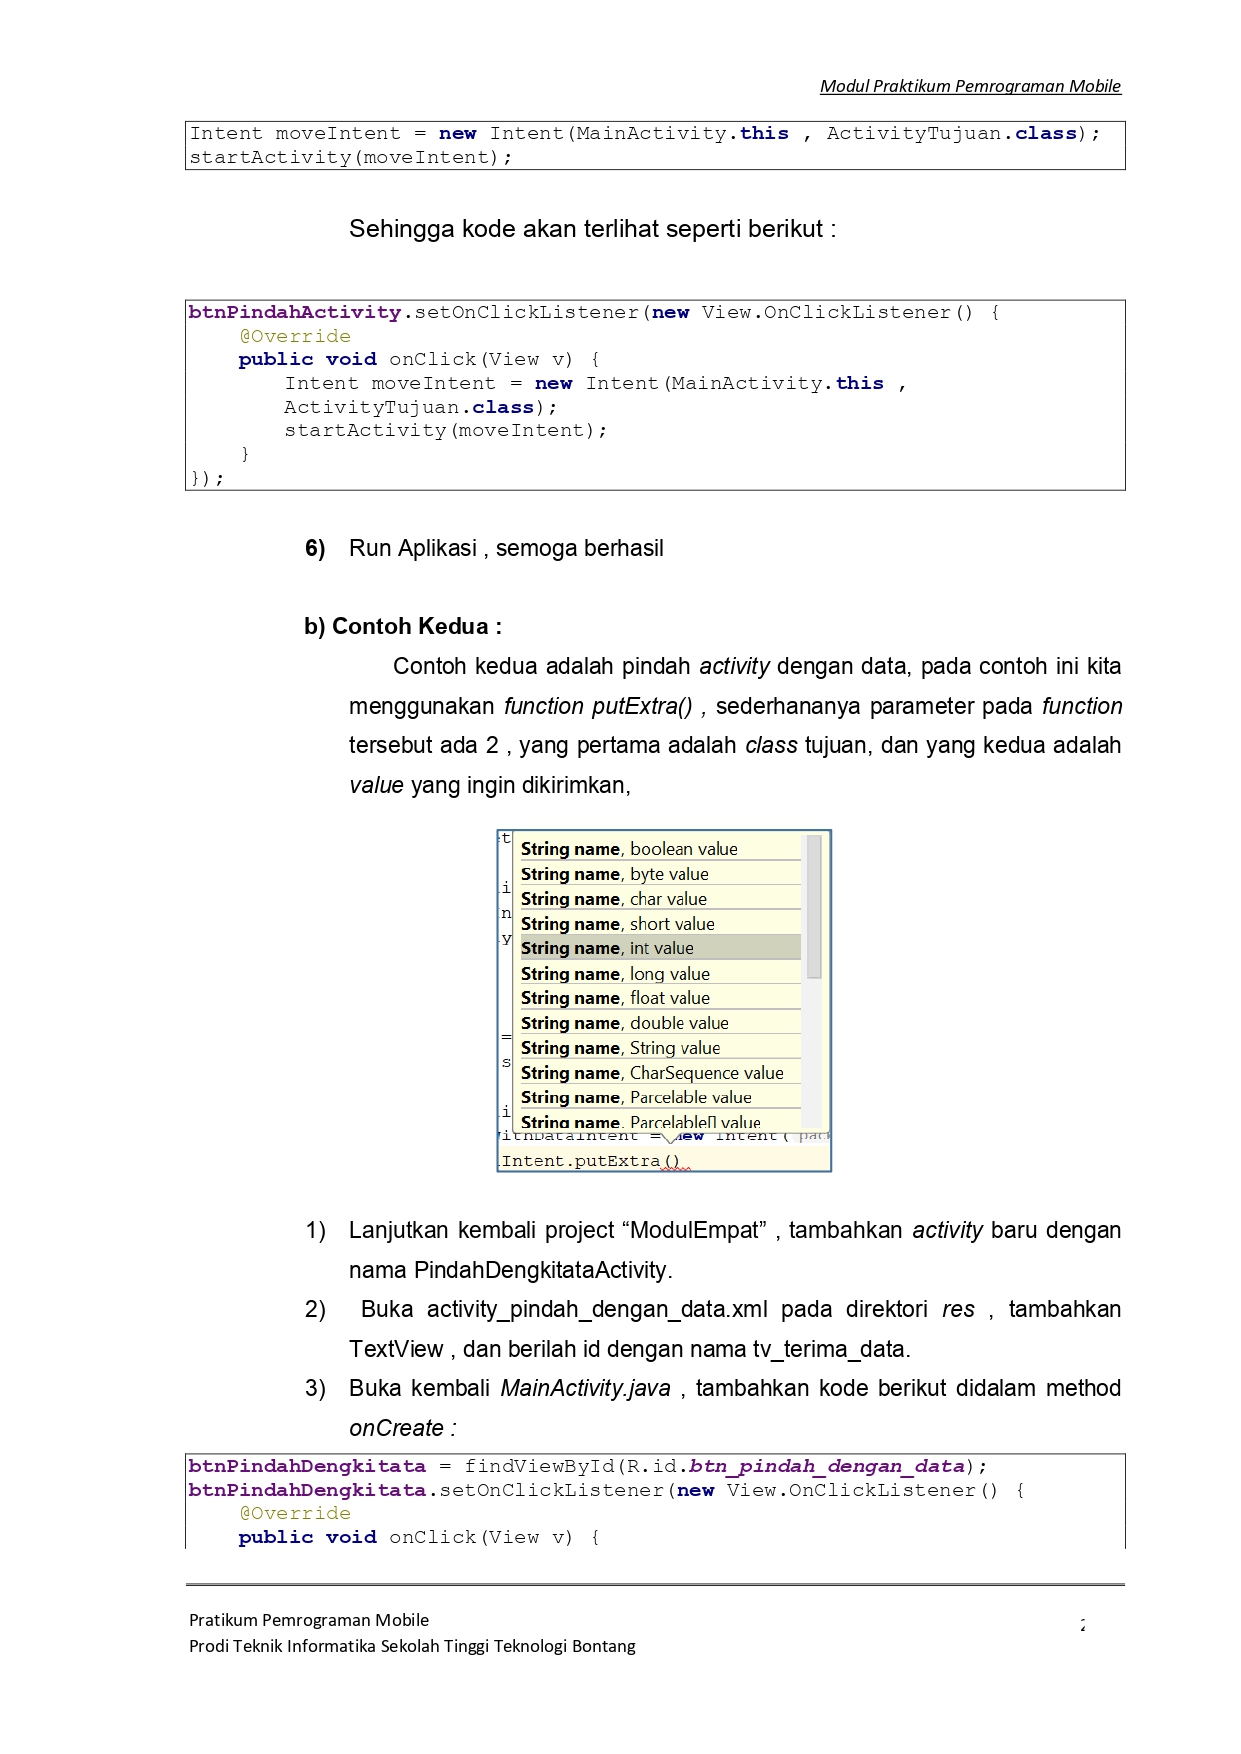 Modul Praktikum Pemrograman Mobile
Intent moveIntent = new Intent(MainActivity.this , ActivityTujuan.class);
startActivity(moveIntent);
Sehingga kode akan terlihat seperti berikut :
btnPindahActivity.setOnClickListener(new View.OnClickListener() {
@Override
public void onClick(View v) {
Intent moveIntent = new Intent(MainActivity.this ,
ActivityTujuan.class);
startActivity(moveIntent);
}
});
6) Run Aplikasi , semoga berhasil
b) Contoh Kedua :
Contoh kedua adalah pindah activity dengan data, pada contoh ini kita
menggunakan function putExtra() , sederhananya parameter pada function
tersebut ada 2 , yang pertama adalah class tujuan, dan yang kedua adalah
value yang ingin dikirimkan,
String name, boolean value
String name, byte value
String name, char value
String name, short value
String name, int value
String name, long value
String name, float value
String name, double value
String name, String value
String name, CharSequence value
String name, Parcelable value
String name, Parcelable[] value
= new Intent(
Intent.putExtra()
1) Lanjutkan kembali project “ModulEmpat” , tambahkan activity baru dengan
nama PindahDengkitataActivity.
2) Buka activity_pindah_dengan_data.xml pada direktori res , tambahkan
TextView , dan berilah id dengan nama tv_terima_data.
3) Buka kembali MainActivity.java , tambahkan kode berikut didalam method
onCreate :
btnPindahDengkitata = findViewById(R.id.btn_pindah_dengan_data);
btnPindahDengkitata.setOnClickListener(new View.OnClickListener() {
@Override
public void onClick(View v) {
Pratikum Pemrograman Mobile
Prodi Teknik Informatika Sekolah Tinggi Teknologi Bontang